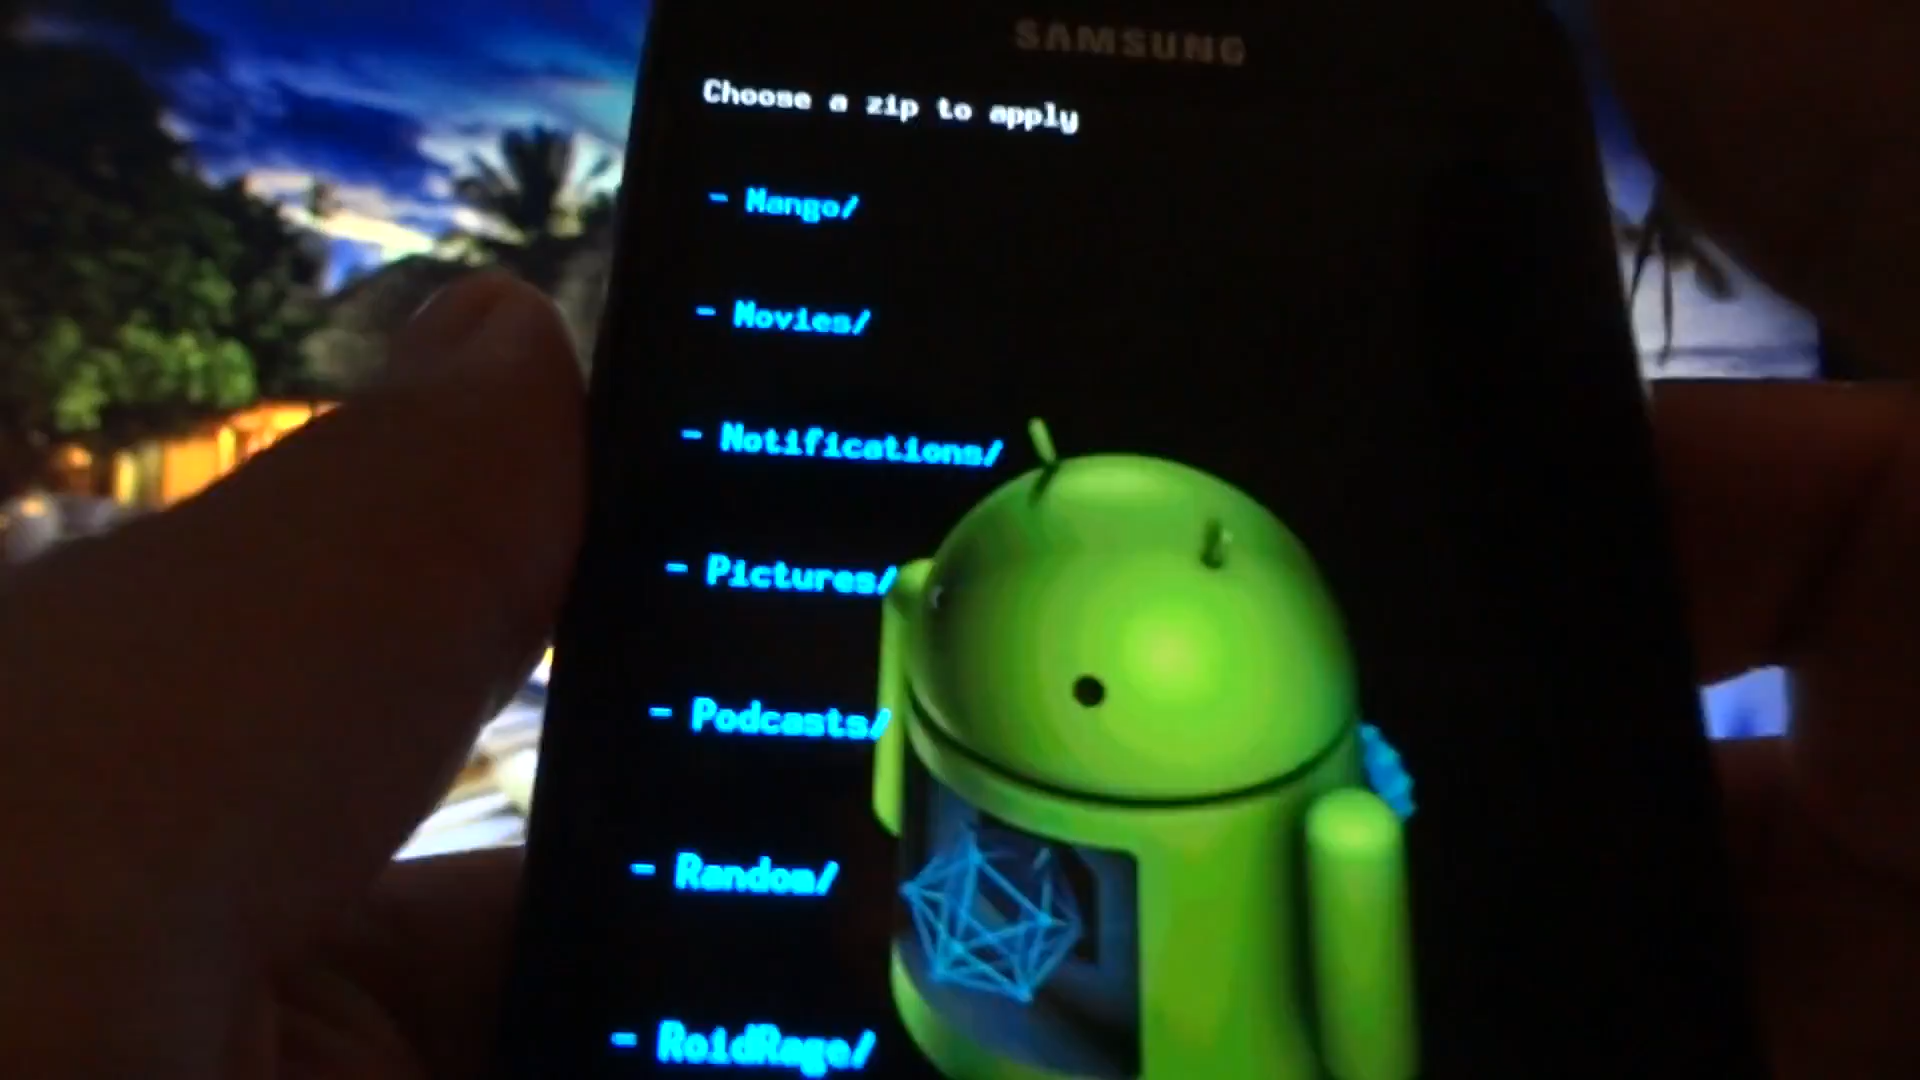 SAMSUNG
Choose a zip to apply
- Mango/
- Movies/
- Notifications/
- Pictures/
- Podcasts/
- Random/
- RoidRage/